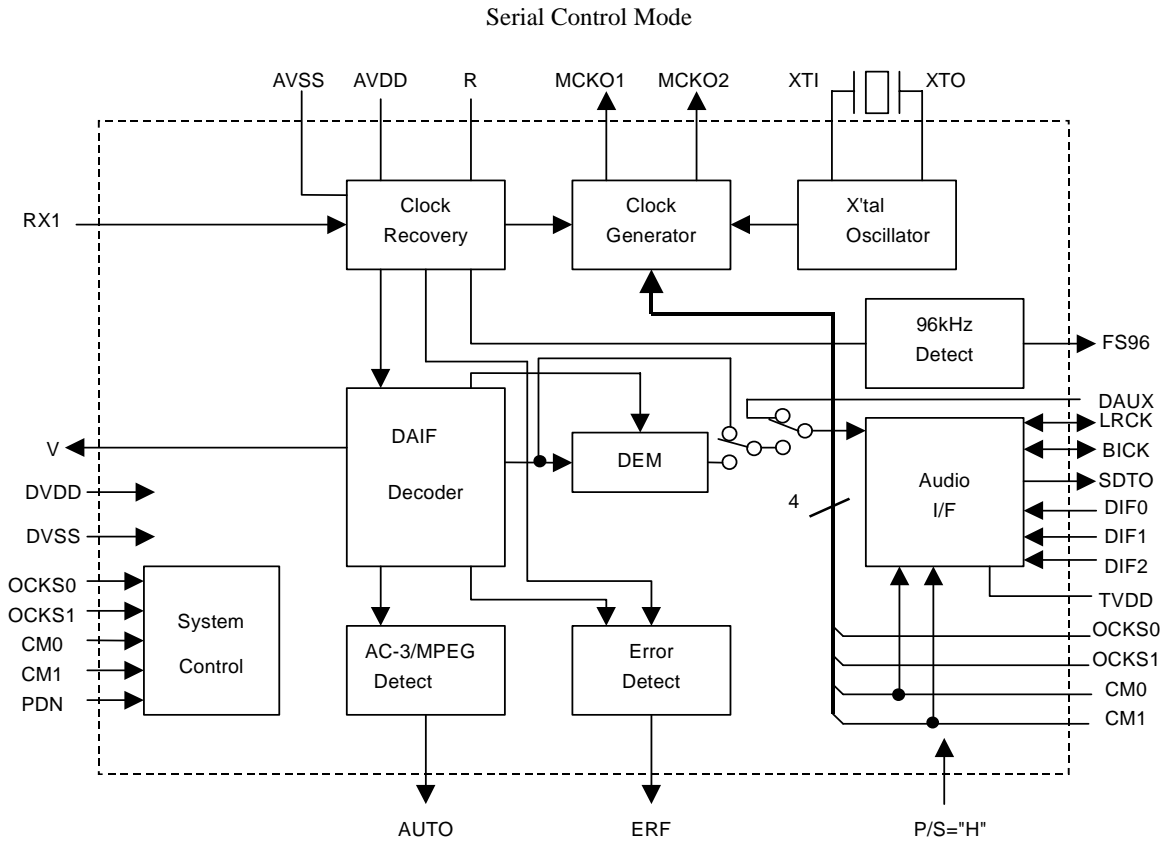 Serial Control Mode
AVSS AVDD R MCKO1 MCKO2 XTI XTO
RX1
Clock
Recovery
Clock
Generator
X'tal
Oscillator
96kHz
Detect
FS96
DAUX
LRCK
BICK
SDTO
DIF0
DIF1
DIF2
TVDD
OCKS0
OCKS1
CM0
CM1
V
DAIF
Decoder
DEM
Audio
I/F
4
DVDD
DVSS
OCKS0
OCKS1
CM0
CM1
PDN
System
Control
AC-3/MPEG
Detect
Error
Detect
AUTO ERF P/S="H"